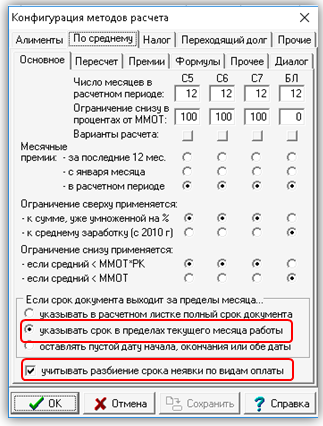 Конфигурация методов расчета
Алименты По среднему Налог Переходящий долг Прочие
Основное Пересчет Премии Формулы Прочее Диалог
С5 С6 С7 БЛ
Число месяцев в
расчетном периоде: 12 12 12 12
Ограничение снизу в
процентах от ММОТ: 100 100 100 0
Варианты расчета:
Месячные
премии: - за последние 12 мес.
- с января месяца
- в расчетном периоде
Ограничение сверху применяется:
- к сумме, уже умноженной на %
- к среднему заработку (с 2010 г)
Ограничение снизу применяется:
- если средний < ММОТ*РК
- если средний < ММОТ
Если срок документа выходит за пределы месяца...
указывать в расчетном листке полный срок документа
указывать срок в пределах текущего месяца работы
оставлять пустой дату начала, окончания или обе даты
учитывать разбиение срока неявки по видам оплаты
OK Отмена Сохранить ? Справка